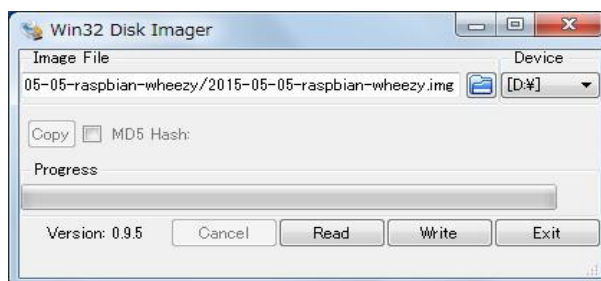 Win32 Disk Imager
Image File
Device
05-05-raspbian-wheezy/2015-05-05-raspbian-wheezy.img
[D:¥]
Copy
MD5 Hash:
Progress
Version: 0.9.5
Cancel
Read
Write
Exit